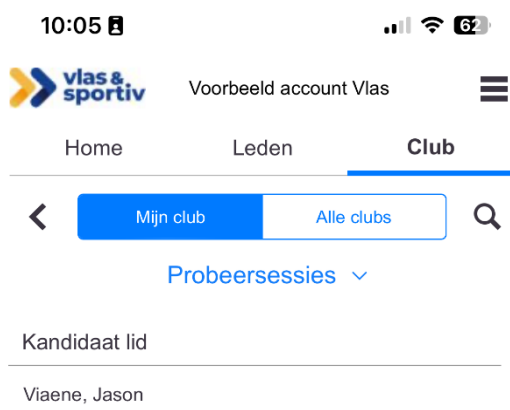 10:05
62
vlas &
sportiv
Voorbeeld account Vlas
Home Leden Club
Mijn club Alle clubs
Probeersessies
Kandidaat lid
Viaene, Jason